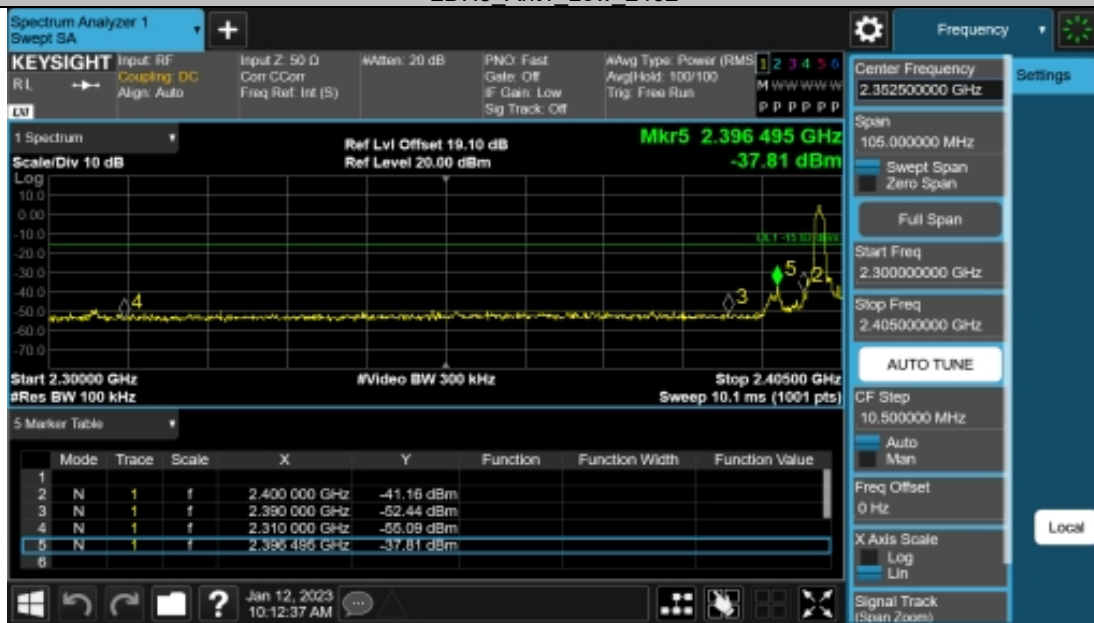 Spectrum Analyzer 1
Swept SA
+
Frequency
KEYSIGHT
RL
Input: RF
Coupling: DC
Align: Auto
Input Z: 50 Ω
Corr CCorr
Freq Ref: Int (S)
#Atten: 20 dB
PNO: Fast
Gate: Off
IF Gain: Low
Sig Track: Off
#Avg Type: Power (RMS
Avg|Hold: 100/100
Trig: Free Run
1 2 3 4 5 6
M W W W W W
P P P P P P
1 Spectrum
Scale/Div 10 dB
Ref Lvl Offset 19.10 dB
Ref Level 20.00 dBm
Mkr5 2.396 495 GHz
-37.81 dBm
Log
10.0
0.00
-10.0
-20.0
-30.0
-40.0
-50.0
-60.0
-70.0
4
3
5
2
Start 2.30000 GHz
#Video BW 300 kHz
Stop 2.40500 GHz
#Res BW 100 kHz
Sweep 10.1 ms (1001 pts)
5 Marker Table
Mode Trace Scale X Y Function Function Width Function Value
1
2 N 1 f 2.400 000 GHz -41.16 dBm
3 N 1 f 2.390 000 GHz -52.44 dBm
4 N 1 f 2.310 000 GHz -55.09 dBm
5 N 1 f 2.396 495 GHz -37.81 dBm
6
Jan 12, 2023
10:12:37 AM
?
Center Frequency
2.352500000 GHz
Settings
Span
105.000000 MHz
Swept Span
Zero Span
Full Span
Start Freq
2.300000000 GHz
Stop Freq
2.405000000 GHz
AUTO TUNE
CF Step
10.500000 MHz
Auto
Man
Freq Offset
0 Hz
Local
X Axis Scale
Log
Lin
Signal Track
(Span Zoom)